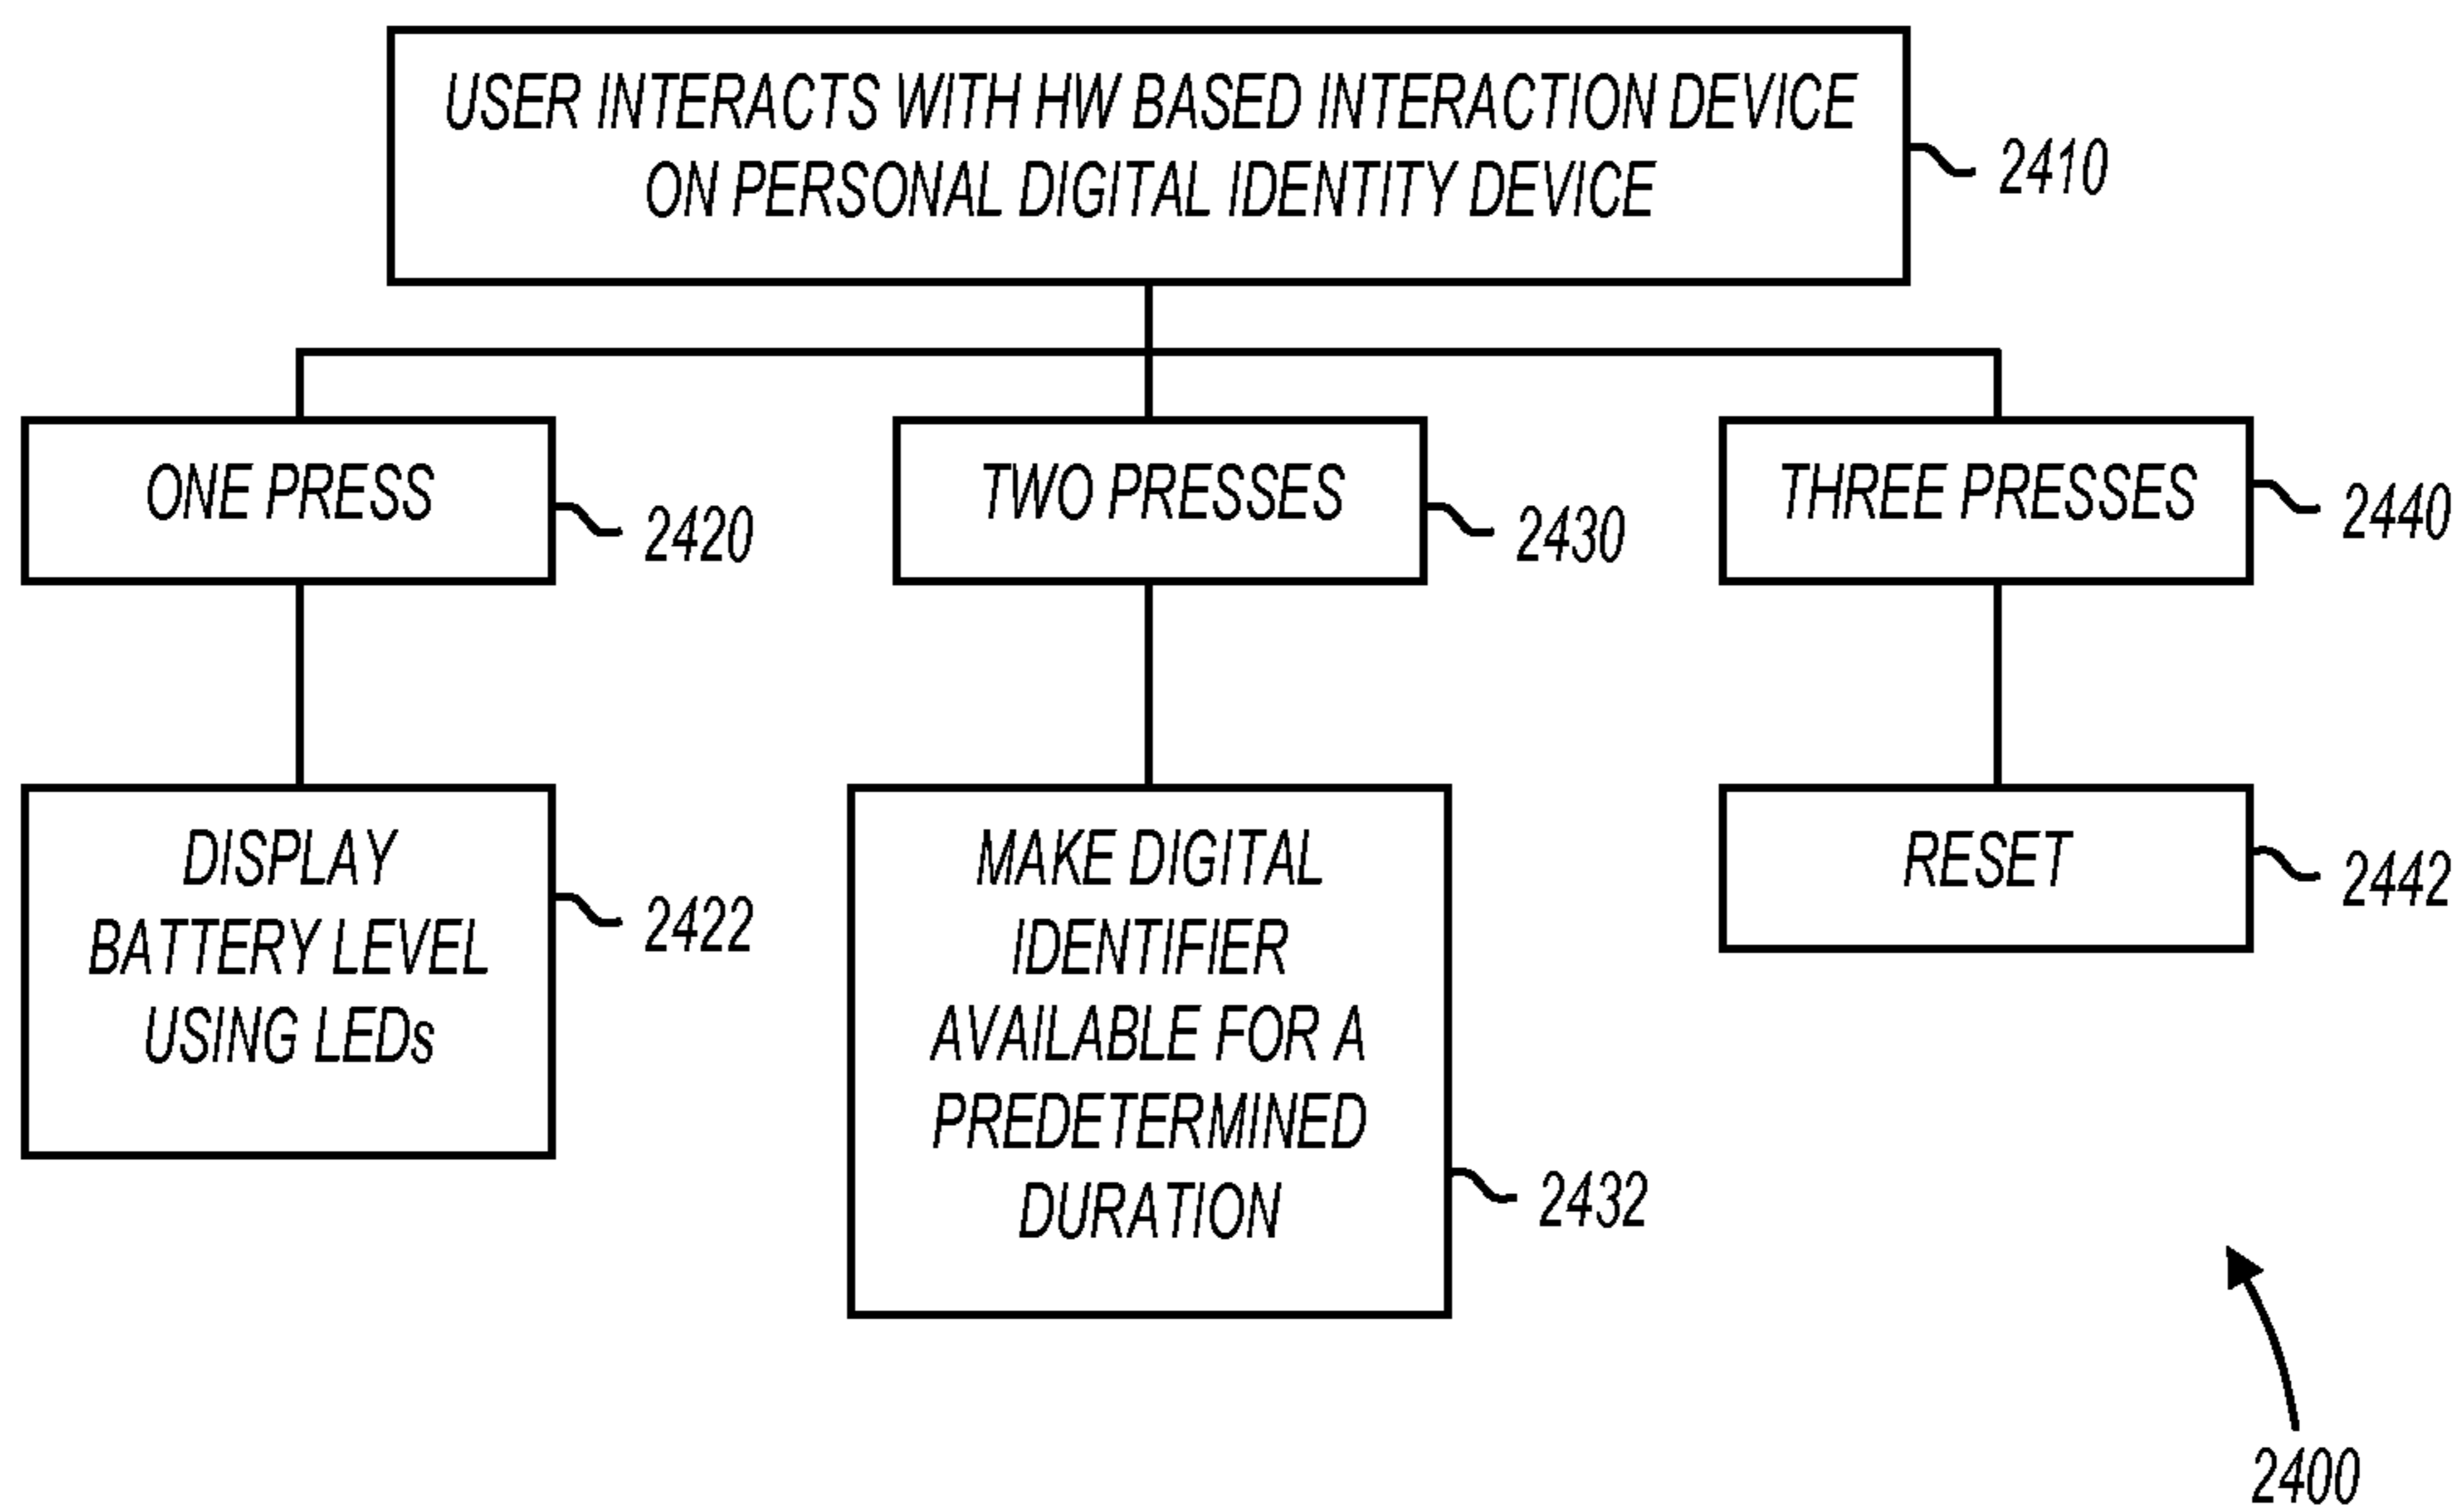 USER INTERACTS WITH HW BASED INTERACTION DEVICE
ON PERSONAL DIGITAL IDENTITY DEVICE
2410
ONE PRESS
2420
TWO PRESSES
2430
THREE PRESSES
2440
DISPLAY
BATTERY LEVEL
USING LEDs
2422
MAKE DIGITAL
IDENTIFIER
AVAILABLE FOR A
PREDETERMINED
DURATION
2432
RESET
2442
2400